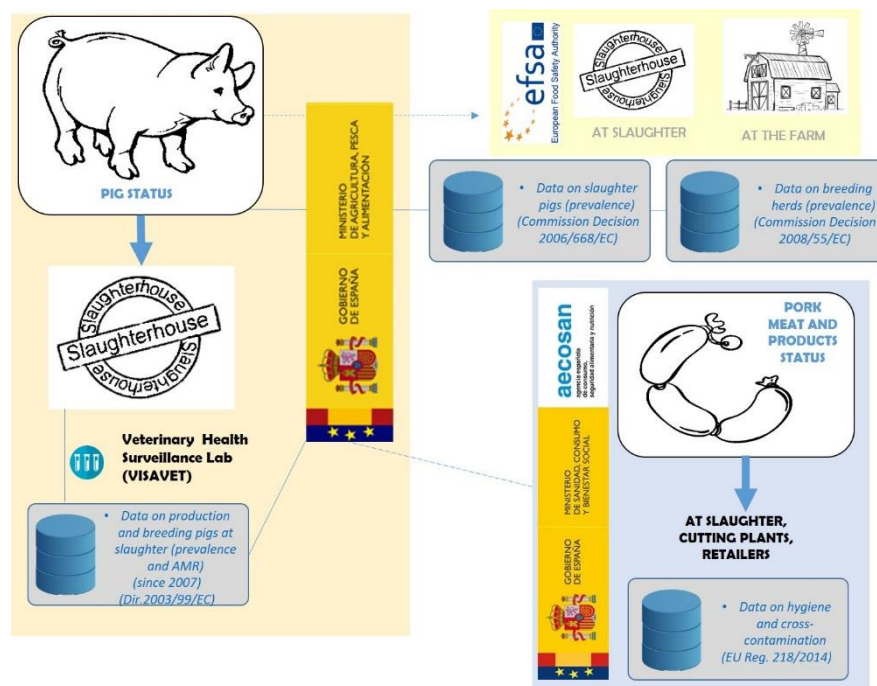 PIG STATUS
Slaughterhouse
Slaughterhouse
Slaughterhouse
Veterinary Health
Surveillance Lab
(VISAVET)
• Data on production
and breeding pigs at
slaughter (prevalence
and AMR)
(since 2007)
(Dir.2003/99/EC)
GOBIERNO
DE ESPAÑA
MINISTERIO
DE AGRICULTURA, PESCA
Y ALIMENTACIÓN
efsa
European Food Safety Authority
Slaughterhouse
Slaughterhouse
Slaughterhouse
AT SLAUGHTER
AT THE FARM
• Data on slaughter
pigs (prevalence)
(Commission Decision
2006/668/EC)
• Data on breeding
herds (prevalence)
(Commission Decision
2008/55/EC)
GOBIERNO
DE ESPAÑA
MINISTERIO
DE SANIDAD, CONSUMO
Y BIENESTAR SOCIAL
aecosan
agencia española
de consumo,
seguridad alimentaria y nutrición
PORK
MEAT AND
PRODUCTS
STATUS
AT SLAUGHTER,
CUTTING PLANTS,
RETAILERS
• Data on hygiene
and cross-
contamination
(EU Reg. 218/2014)